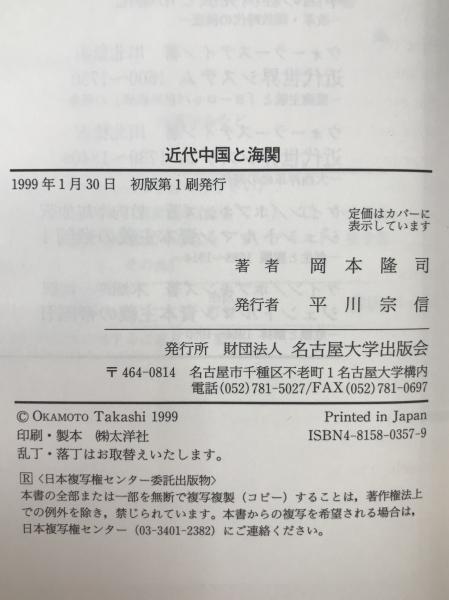 近代中国と海関
1999年1月30日　初版第1刷発行
定価はカバーに
表示しています
著者　岡本隆司
発行者　平川宗信
発行所　財団法人　名古屋大学出版会
〒464-0814　名古屋市千種区不老町1名古屋大学構内
電話(052)781-5027/FAX(052)781-0697
© OKAMOTO Takashi 1999　Printed in Japan
印刷・製本　㈱太洋社　ISBN4-8158-0357-9
乱丁・落丁はお取替えいたします。
🅁〈日本複写権センター委託出版物〉
本書の全部または一部を無断で複写複製（コピー）することは，著作権法上
での例外を除き，禁じられています。本書からの複写を希望される場合は，
日本複写権センター（03-3401-2382）にご連絡ください。